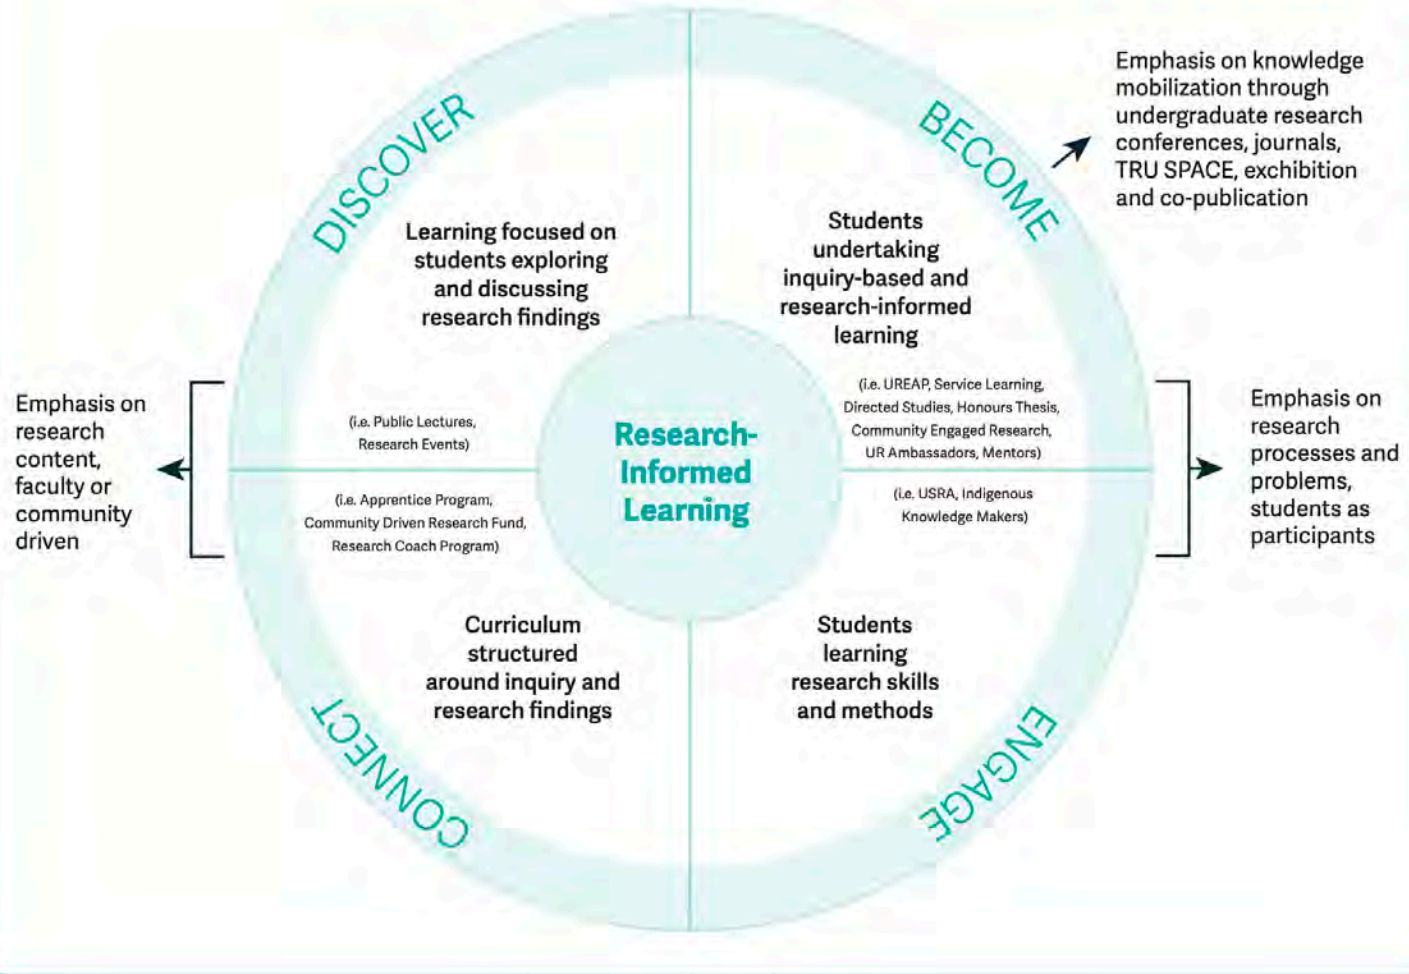 DISCOVER
BECOME
Emphasis on knowledge
mobilization through
undergraduate research
conferences, journals,
TRU SPACE, exchibition
and co-publication
Learning focused on
students exploring
and discussing
research findings
Students
undertaking
inquiry-based and
research-informed
learning
(i.e. Public Lectures,
Research Events)
(i.e. UREAP, Service Learning,
Directed Studies, Honours Thesis,
Community Engaged Research,
UR Ambassadors, Mentors)
Emphasis on
research
content,
faculty or
community
driven
Research-
Informed
Learning
Emphasis on
research
processes and
problems,
students as
participants
(i.e. Apprentice Program,
Community Driven Research Fund,
Research Coach Program)
(i.e. USRA, Indigenous
Knowledge Makers)
Curriculum
structured
around inquiry and
research findings
Students
learning
research skills
and methods
CONNECT
ENGAGE